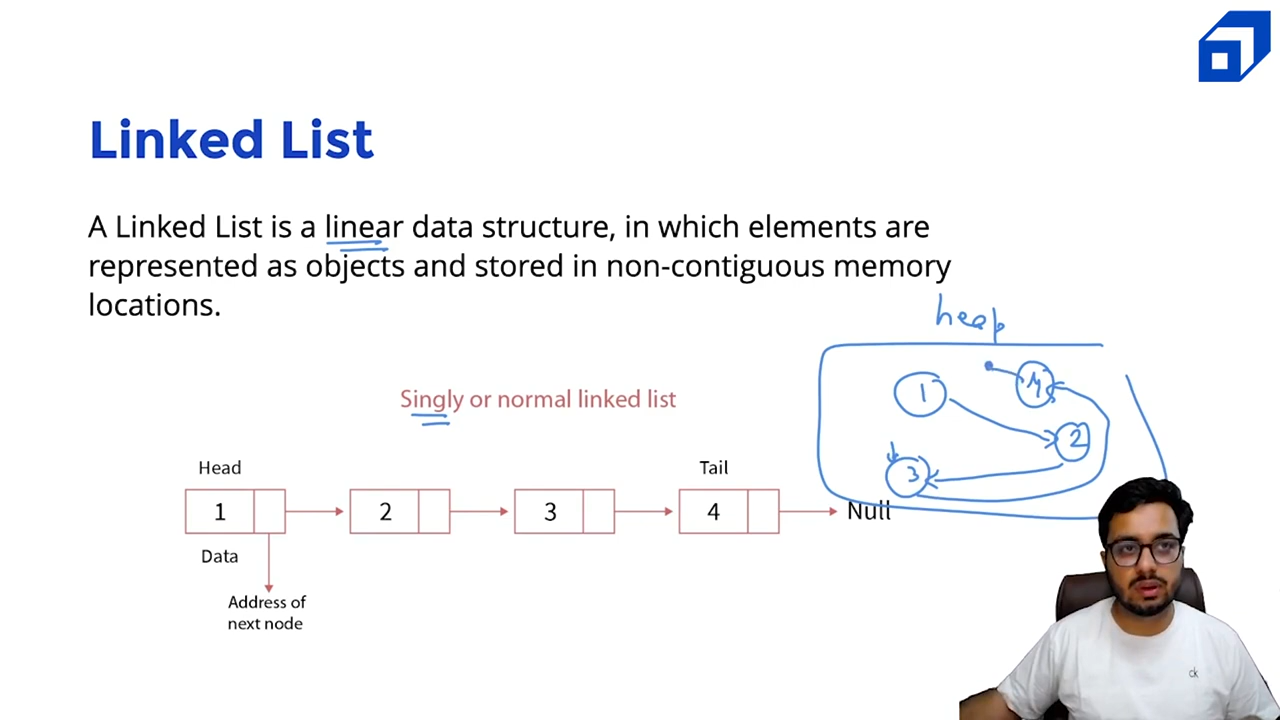 Linked List
A Linked List is a linear data structure, in which elements are
represented as objects and stored in non-contiguous memory
locations.
heap
Singly or normal linked list
1 4
2
3
Head Tail
1 2 3 4 Null
Data
Address of
next node
ck